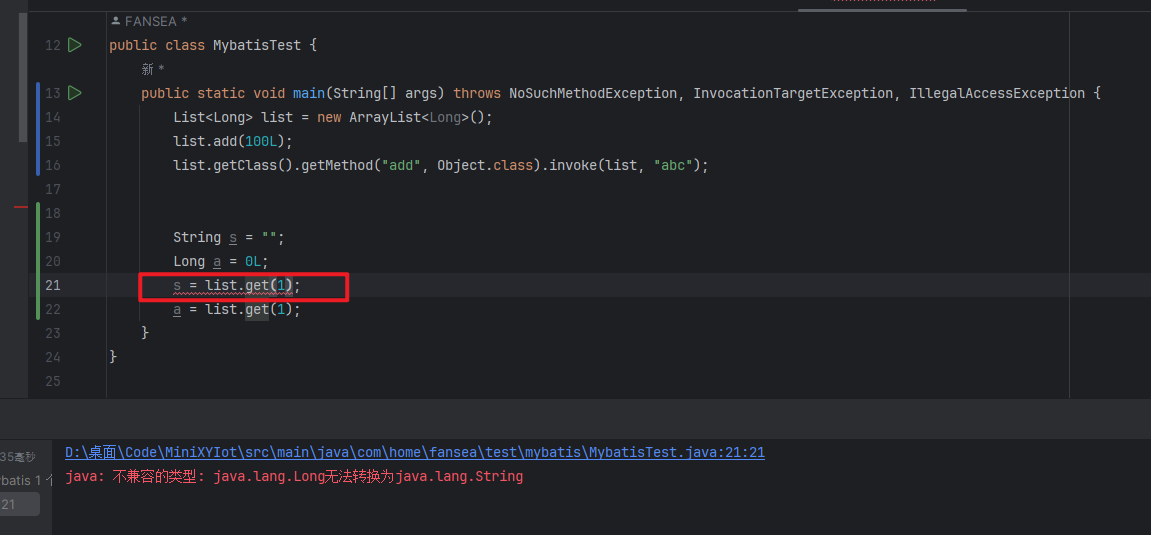 FANSEA *
12 public class MybatisTest {
新 *
13 public static void main(String[] args) throws NoSuchMethodException, InvocationTargetException, IllegalAccessException {
14 List<Long> list = new ArrayList<Long>();
15 list.add(100L);
16 list.getClass().getMethod("add", Object.class).invoke(list, "abc");
17
18
19 String s = "";
20 Long a = 0L;
21 s = list.get(1);
22 a = list.get(1);
23 }
24 }
25
D:\桌面\Code\MiniXYIot\src\main\java\com\home\fansea\test\mybatis\MybatisTest.java:21:21
35毫秒
java: 不兼容的类型: java.lang.Long无法转换为java.lang.String
rbatis 1 个
21